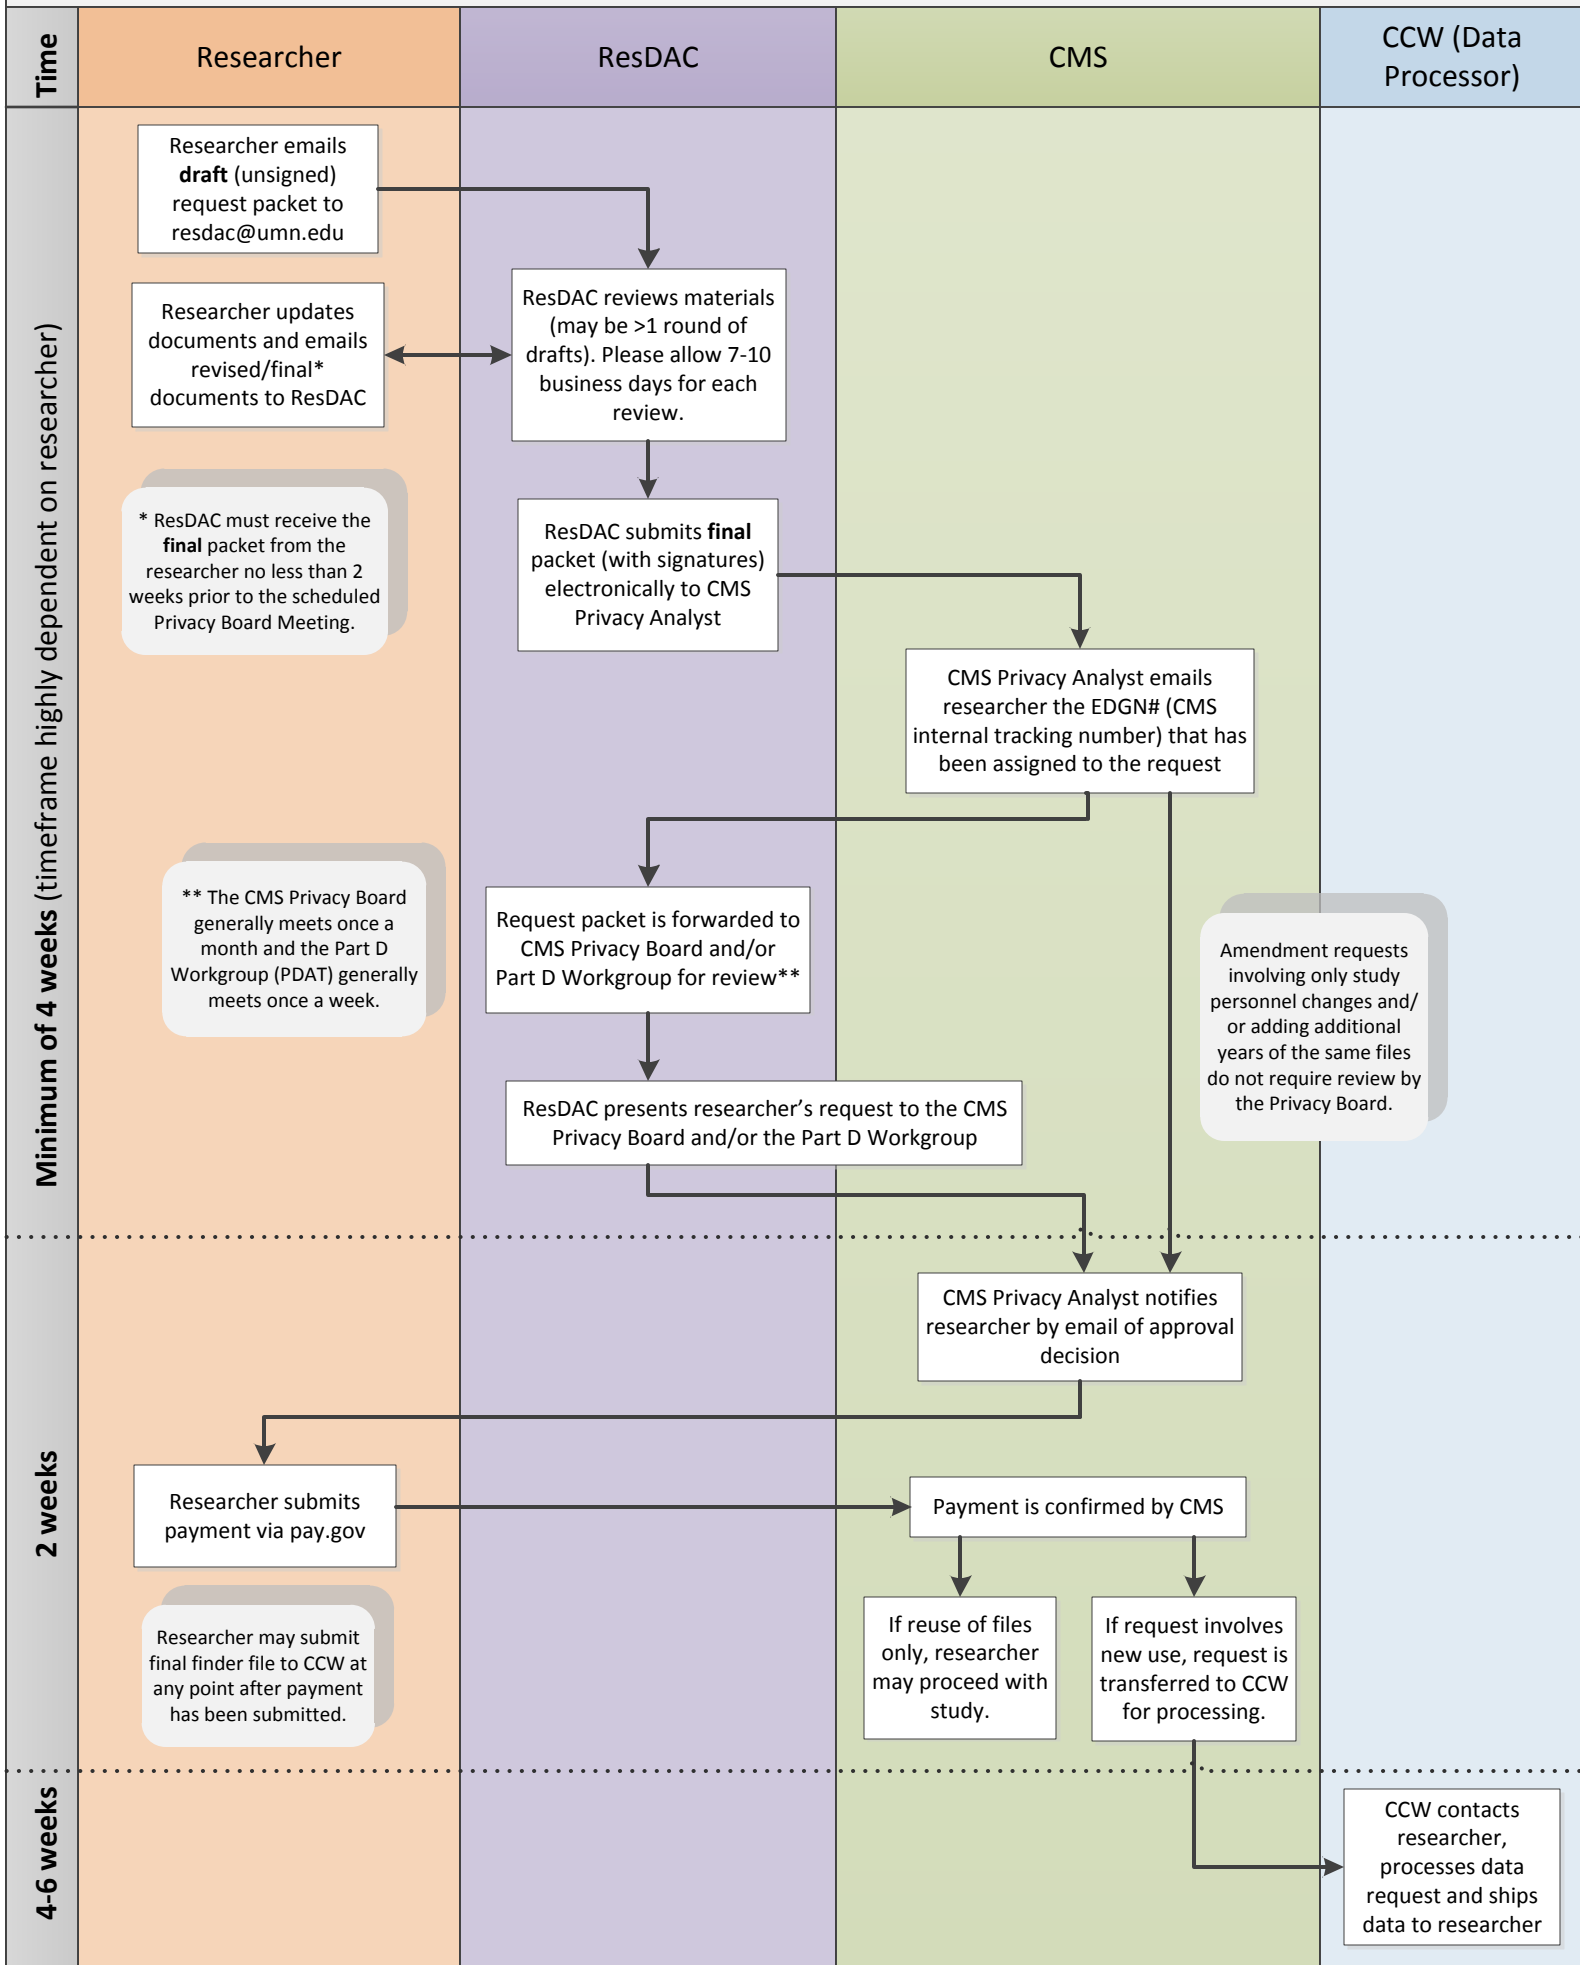 Time
Researcher
ResDAC
CMS
CCW (Data
Processor)
Minimum of 4 weeks (timeframe highly dependent on researcher)
Researcher emails
draft (unsigned)
request packet to
resdac@umn.edu
ResDAC reviews materials
(may be >1 round of
drafts). Please allow 7-10
business days for each
review.
Researcher updates
documents and emails
revised/final*
documents to ResDAC
* ResDAC must receive the
final packet from the
researcher no less than 2
weeks prior to the scheduled
Privacy Board Meeting.
ResDAC submits final
packet (with signatures)
electronically to CMS
Privacy Analyst
CMS Privacy Analyst emails
researcher the EDGN# (CMS
internal tracking number) that has
been assigned to the request
** The CMS Privacy Board
generally meets once a
month and the Part D
Workgroup (PDAT) generally
meets once a week.
Request packet is forwarded to
CMS Privacy Board and/or
Part D Workgroup for review**
Amendment requests
involving only study
personnel changes and/
or adding additional
years of the same files
do not require review by
the Privacy Board.
ResDAC presents researcher’s request to the CMS
Privacy Board and/or the Part D Workgroup
2 weeks
CMS Privacy Analyst notifies
researcher by email of approval
decision
Researcher submits
payment via pay.gov
Payment is confirmed by CMS
Researcher may submit
final finder file to CCW at
any point after payment
has been submitted.
If reuse of files
only, researcher
may proceed with
study.
If request involves
new use, request is
transferred to CCW
for processing.
4-6 weeks
CCW contacts
researcher,
processes data
request and ships
data to researcher